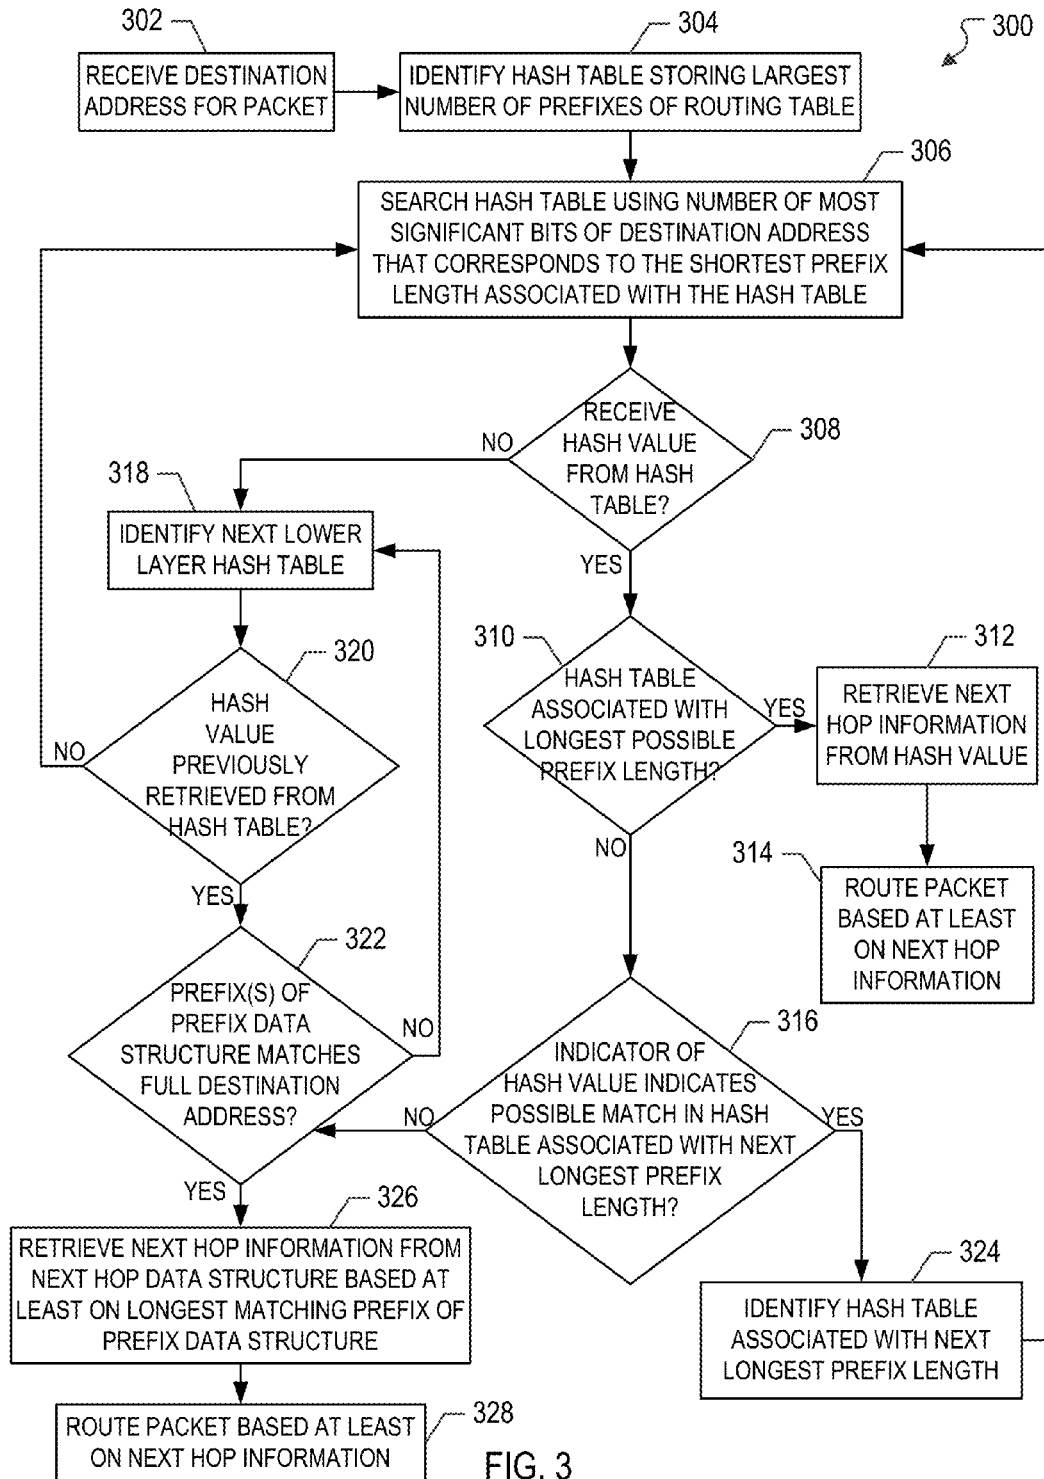 302
304
300
RECEIVE DESTINATION
ADDRESS FOR PACKET
IDENTIFY HASH TABLE STORING LARGEST
NUMBER OF PREFIXES OF ROUTING TABLE
306
SEARCH HASH TABLE USING NUMBER OF MOST
SIGNIFICANT BITS OF DESTINATION ADDRESS
THAT CORRESPONDS TO THE SHORTEST PREFIX
LENGTH ASSOCIATED WITH THE HASH TABLE
RECEIVE
HASH VALUE
FROM HASH
TABLE?
308
NO
YES
318
IDENTIFY NEXT LOWER
LAYER HASH TABLE
310
HASH TABLE
ASSOCIATED WITH
LONGEST POSSIBLE
PREFIX LENGTH?
YES
NO
312
RETRIEVE NEXT
HOP INFORMATION
FROM HASH VALUE
320
HASH
VALUE
PREVIOUSLY
RETRIEVED FROM
HASH TABLE?
NO
YES
314
ROUTE PACKET
BASED AT LEAST
ON NEXT HOP
INFORMATION
322
PREFIX(S) OF
PREFIX DATA
STRUCTURE MATCHES
FULL DESTINATION
ADDRESS?
NO
YES
316
INDICATOR OF
HASH VALUE INDICATES
POSSIBLE MATCH IN HASH
TABLE ASSOCIATED WITH NEXT
LONGEST PREFIX
LENGTH?
NO
YES
326
RETRIEVE NEXT HOP INFORMATION FROM
NEXT HOP DATA STRUCTURE BASED AT
LEAST ON LONGEST MATCHING PREFIX OF
PREFIX DATA STRUCTURE
324
IDENTIFY HASH TABLE
ASSOCIATED WITH NEXT
LONGEST PREFIX LENGTH
328
ROUTE PACKET BASED AT LEAST
ON NEXT HOP INFORMATION
FIG. 3